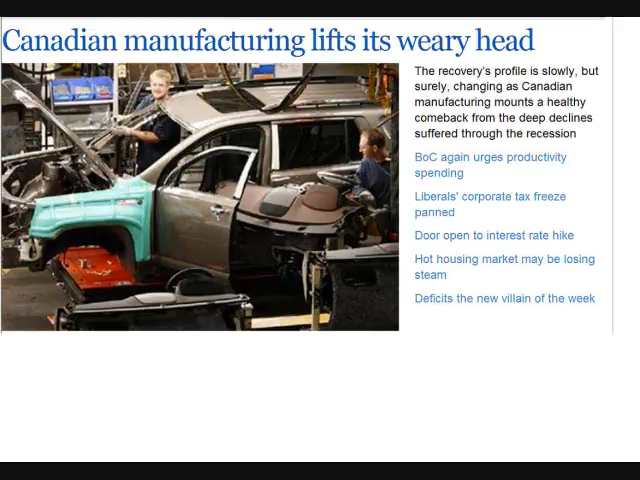 Canadian manufacturing lifts its weary head
The recovery's profile is slowly, but
surely, changing as Canadian
manufacturing mounts a healthy
comeback from the deep declines
suffered through the recession
BoC again urges productivity
spending
Liberals' corporate tax freeze
panned
Door open to interest rate hike
Hot housing market may be losing
steam
Deficits the new villain of the week